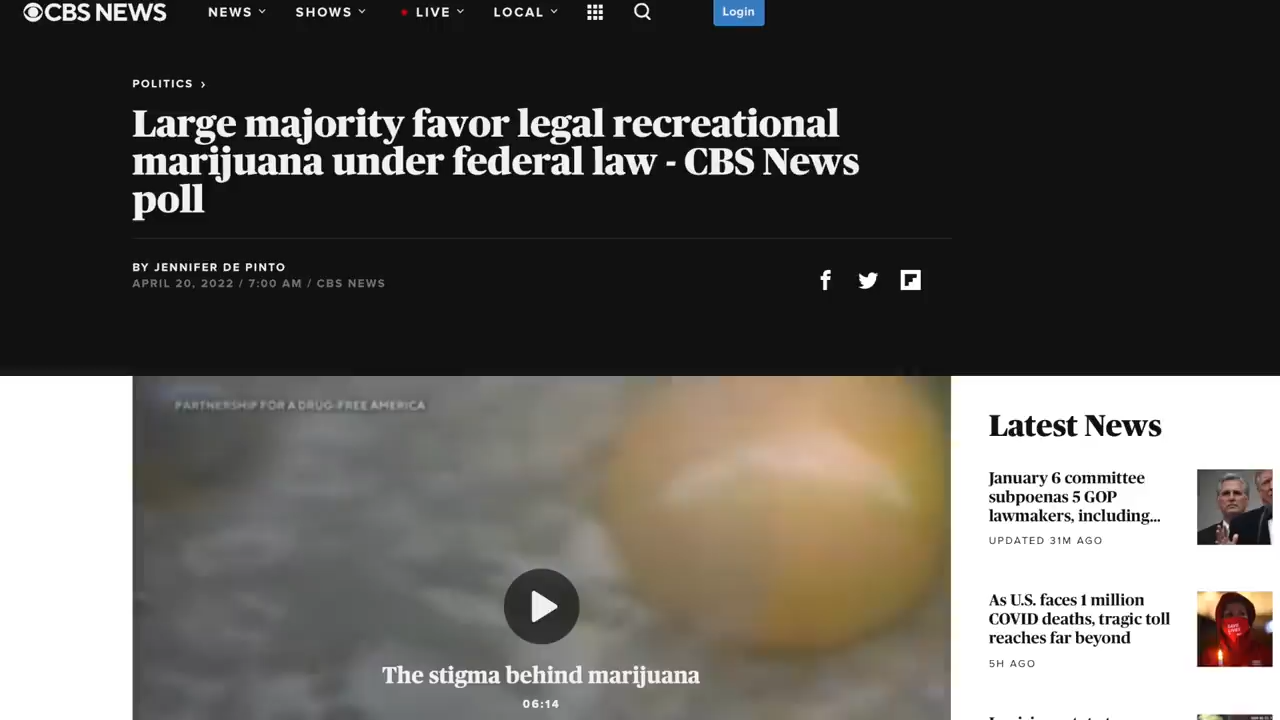 CBS NEWS
NEWS
SHOWS
LIVE
LOCAL
Login
POLITICS
Large majority favor legal recreational
marijuana under federal law - CBS News
poll
BY JENNIFER DE PINTO
APRIL 20, 2022 / 7:00 AM / CBS NEWS
PARTNERSHIP FOR A DRUG-FREE AMERICA
The stigma behind marijuana
06:14
Latest News
January 6 committee
subpoenas 5 GOP
lawmakers, including...
UPDATED 31M AGO
As U.S. faces 1 million
COVID deaths, tragic toll
reaches far beyond
5H AGO